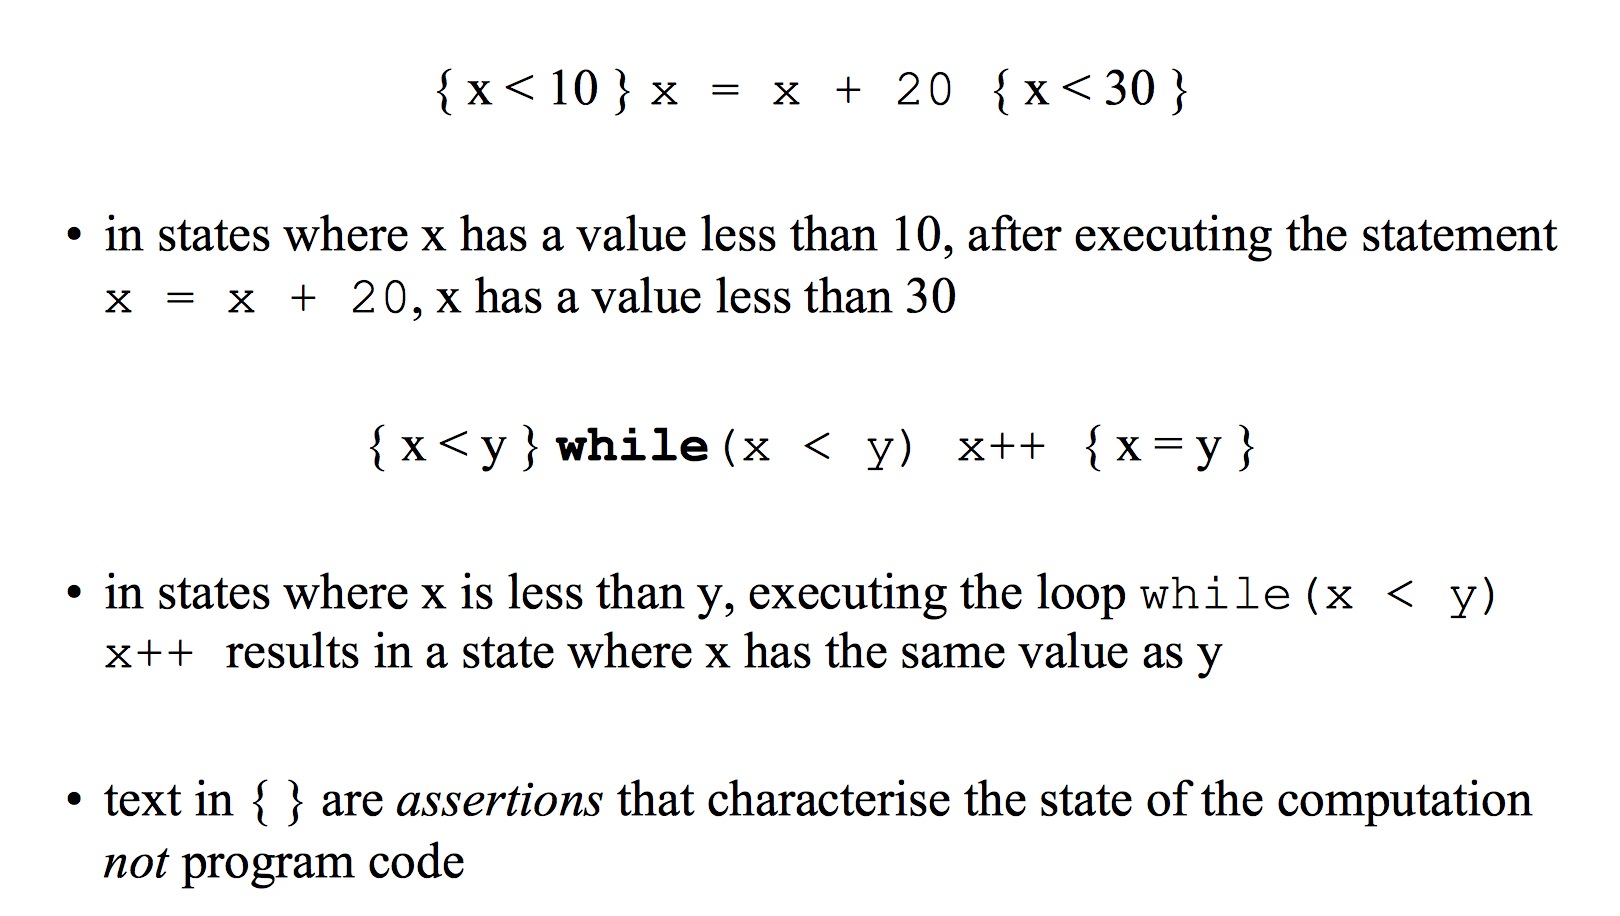 { x < 10 } x = x + 20 { x < 30 }
• in states where x has a value less than 10, after executing the statement
x = x + 20, x has a value less than 30
{ x < y } while(x < y) x++ { x = y }
• in states where x is less than y, executing the loop while(x < y)
x++ results in a state where x has the same value as y
• text in { } are assertions that characterise the state of the computation
not program code